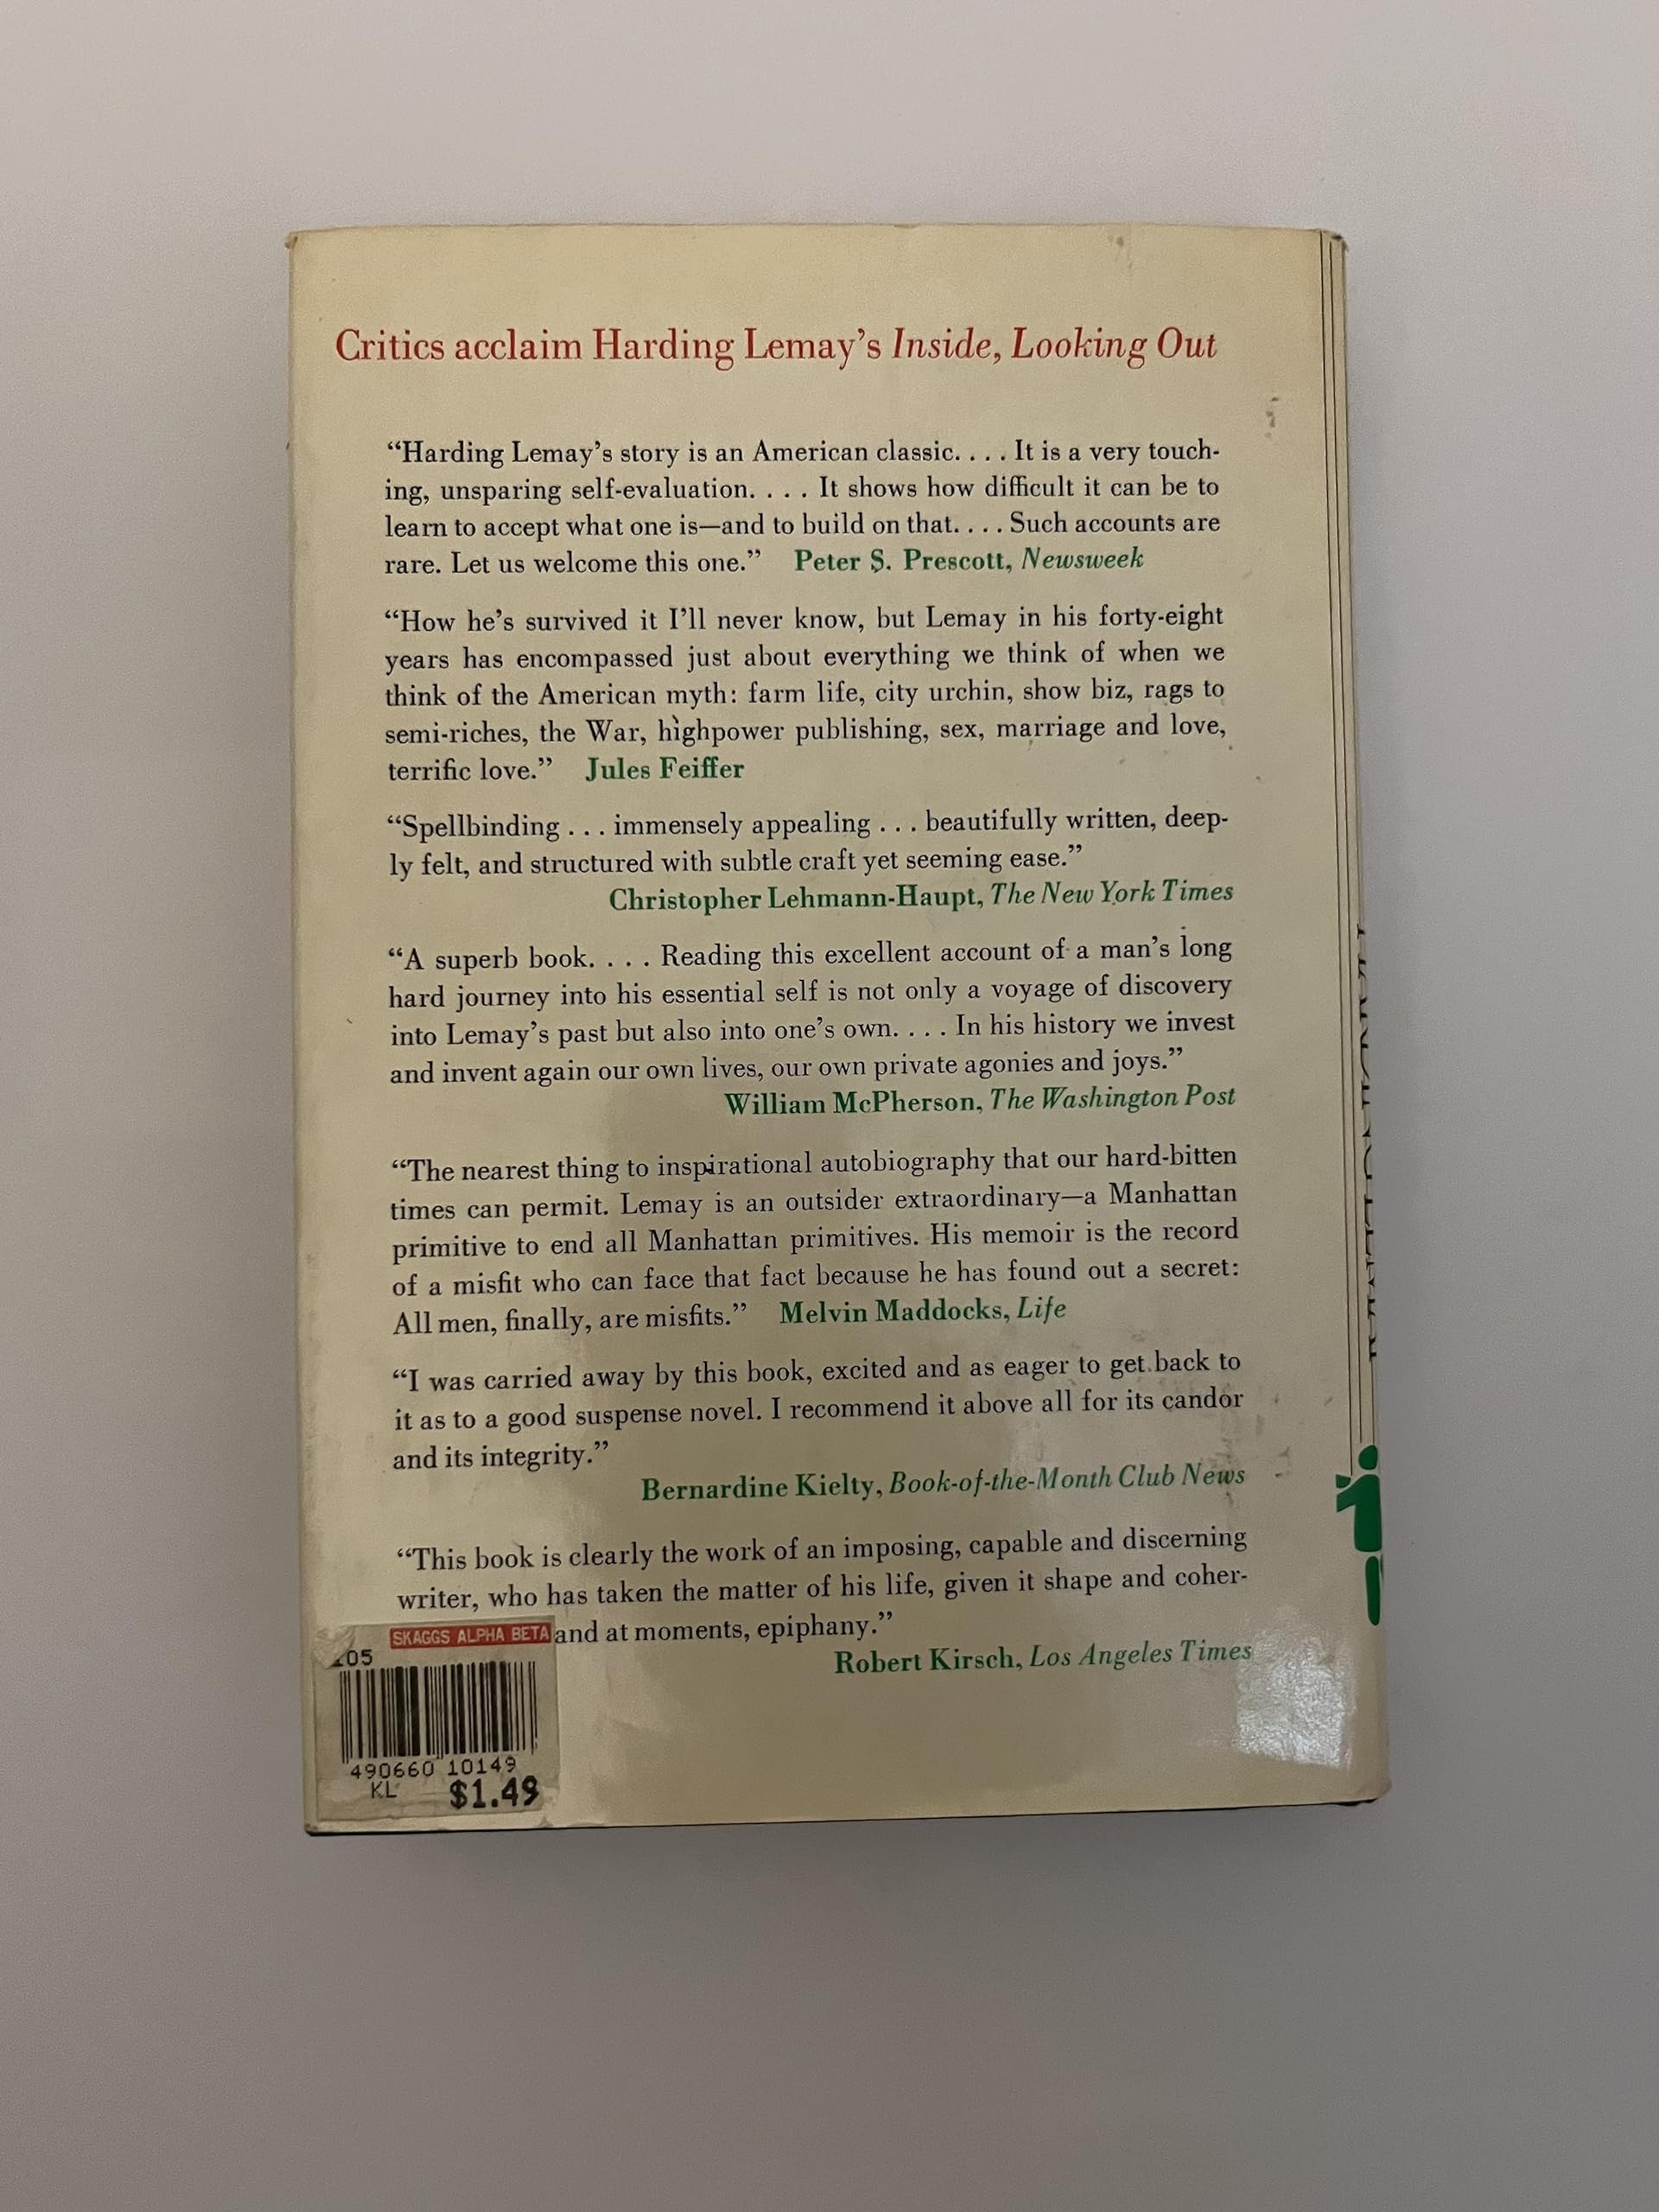 Critics acclaim Harding Lemay’s Inside, Looking Out
“Harding Lemay’s story is an American classic. . . . It is a very touch-
ing, unsparing self-evaluation. . . . It shows how difficult it can be to
learn to accept what one is—and to build on that. . . . Such accounts are
rare. Let us welcome this one.” Peter S. Prescott, Newsweek
“How he’s survived it I’ll never know, but Lemay in his forty-eight
years has encompassed just about everything we think of when we
think of the American myth: farm life, city urchin, show biz, rags to
semi-riches, the War, highpower publishing, sex, marriage and love,
terrific love.” Jules Feiffer
“Spellbinding . . . immensely appealing . . . beautifully written, deep-
ly felt, and structured with subtle craft yet seeming ease.”
Christopher Lehmann-Haupt, The New York Times
“A superb book. . . . Reading this excellent account of a man’s long
hard journey into his essential self is not only a voyage of discovery
into Lemay’s past but also into one’s own. . . . In his history we invest
and invent again our own lives, our own private agonies and joys.”
William McPherson, The Washington Post
“The nearest thing to inspirational autobiography that our hard-bitten
times can permit. Lemay is an outsider extraordinary—a Manhattan
primitive to end all Manhattan primitives. His memoir is the record
of a misfit who can face that fact because he has found out a secret:
All men, finally, are misfits.” Melvin Maddocks, Life
“I was carried away by this book, excited and as eager to get back to
it as to a good suspense novel. I recommend it above all for its candor
and its integrity.”
Bernardine Kielty, Book-of-the-Month Club News
“This book is clearly the work of an imposing, capable and discerning
writer, who has taken the matter of his life, given it shape and coher-
and at moments, epiphany.”
Robert Kirsch, Los Angeles Times
SKAGGS ALPHA BETA
205
490660 10149
KL $1.49